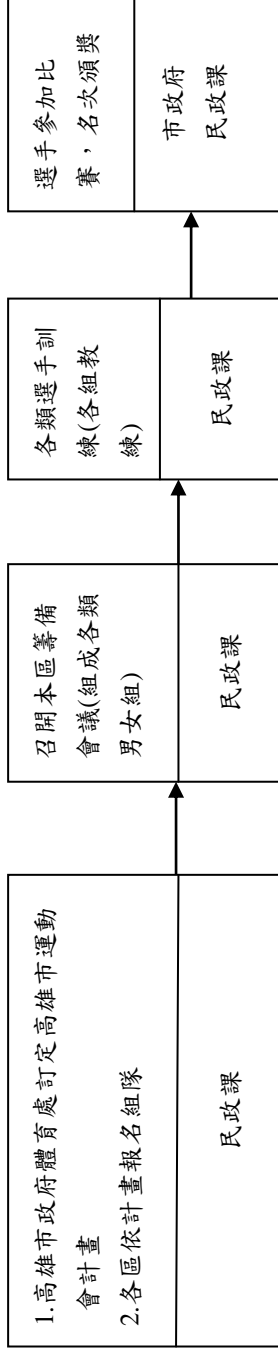 1.高雄市政府體育處訂定高雄市運動
會計畫
2.各區依計畫報名組隊
民政課
召開本區籌備
會議(組成各類
男女組)
民政課
各類選手訓
練(各組教
練)
民政課
選手參加比
賽，名次頒獎
市政府
民政課